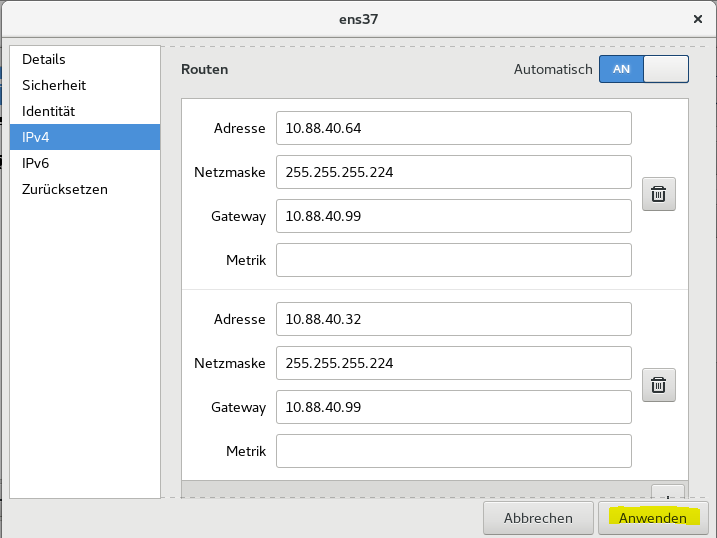 ens37
Details
Sicherheit
Identität
IPv4
IPv6
Zurücksetzen
Routen Automatisch AN
Adresse 10.88.40.64
Netzmaske 255.255.255.224
Gateway 10.88.40.99
Metrik
Adresse 10.88.40.32
Netzmaske 255.255.255.224
Gateway 10.88.40.99
Metrik
Abbrechen Anwenden